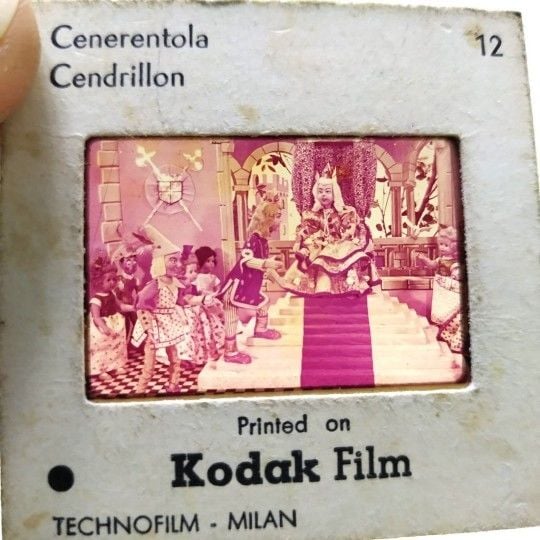 Cenerentola 12
Cendrillon
Printed on
Kodak Film
TECHNOFILM - MILAN